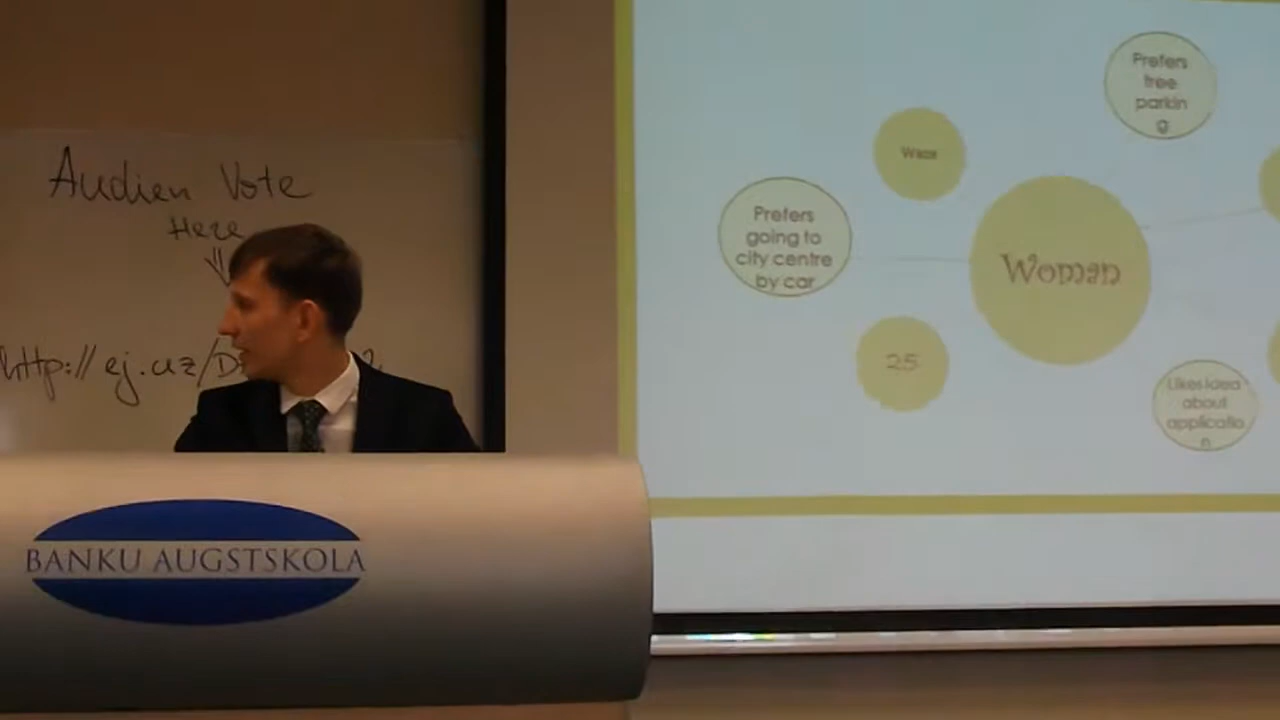 Audien Vote
Here
http://ej.uz/D
BANKU AUGSTSKOLA
Prefers
free
parkin
g
Waze
Prefers
going to
city centre
by car
Woman
25
Likes idea
about
applicatio
n